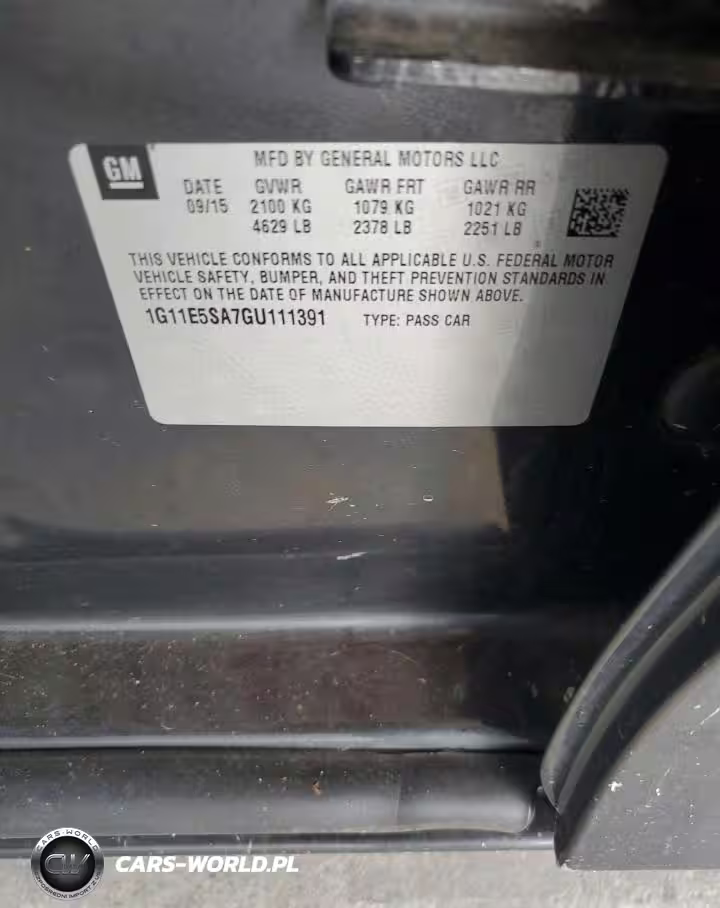 GM
MFD BY GENERAL MOTORS LLC
DATE GVWR GAWR FRT GAWR RR
09/15 2100 KG 1079 KG 1021 KG
4629 LB 2378 LB 2251 LB
THIS VEHICLE CONFORMS TO ALL APPLICABLE U.S. FEDERAL MOTOR
VEHICLE SAFETY, BUMPER, AND THEFT PREVENTION STANDARDS IN
EFFECT ON THE DATE OF MANUFACTURE SHOWN ABOVE.
1G11E5SA7GU111391 TYPE: PASS CAR
CARS-WORLD
CW
CARS-WORLD.PL